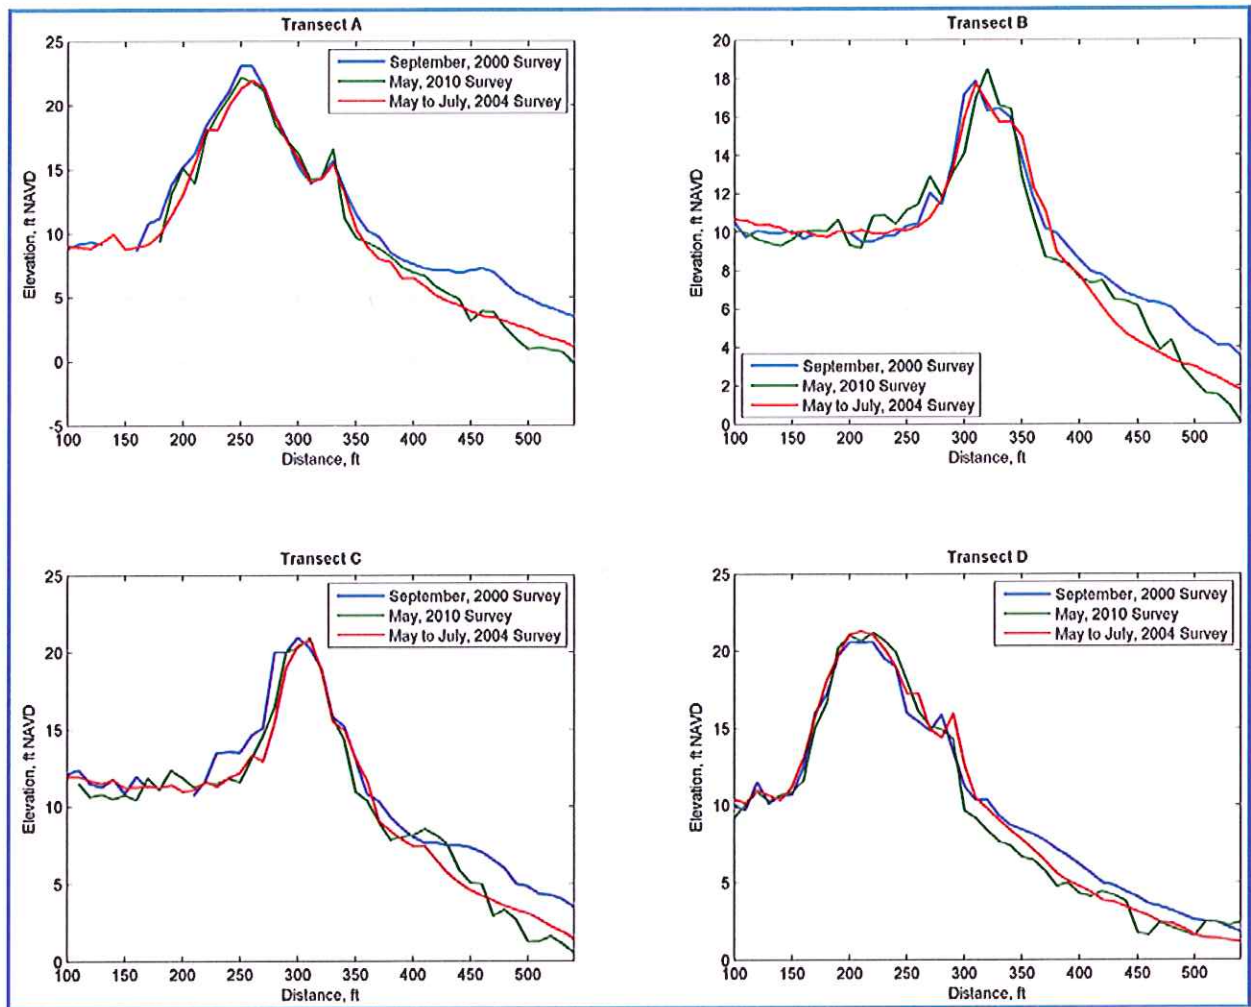 Transect A
25
20
15
10
5
0
-5
Elevation, ft NAVD
September, 2000 Survey
May, 2010 Survey
May to July, 2004 Survey
100 150 200 250 300 350 400 450 500
Distance, ft
Transect B
20
18
16
14
12
10
8
6
4
2
0
Elevation, ft NAVD
September, 2000 Survey
May, 2010 Survey
May to July, 2004 Survey
100 150 200 250 300 350 400 450 500
Distance, ft
Transect C
25
20
15
10
5
0
Elevation, ft NAVD
September, 2000 Survey
May, 2010 Survey
May to July, 2004 Survey
100 150 200 250 300 350 400 450 500
Distance, ft
Transect D
25
20
15
10
5
0
Elevation, ft NAVD
September, 2000 Survey
May, 2010 Survey
May to July, 2004 Survey
100 150 200 250 300 350 400 450 500
Distance, ft